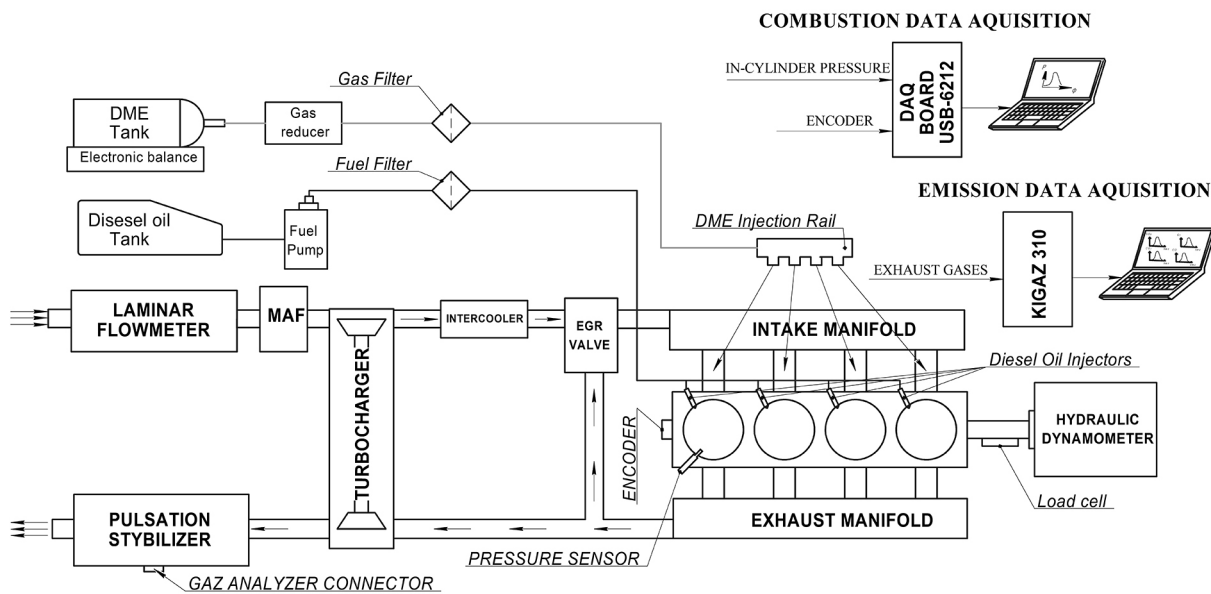 COMBUSTION DATA AQUISITION
IN-CYLINDER PRESSURE
ENCODER
DAQ
BOARD
USB-6212
P
φ
Gas Filter
DME
Tank
Electronic balance
Gas
reducer
Fuel Filter
Disesel oil
Tank
Fuel
Pump
EMISSION DATA AQUISITION
EXHAUST GASES
KIGAZ 310
DME Injection Rail
LAMINAR
FLOWMETER
MAF
TURBOCHARGER
INTERCOOLER
EGR
VALVE
INTAKE MANIFOLD
Diesel Oil Injectors
ENCODER
HYDRAULIC
DYNAMOMETER
Load cell
PULSATION
STYBILIZER
EXHAUST MANIFOLD
PRESSURE SENSOR
GAZ ANALYZER CONNECTOR